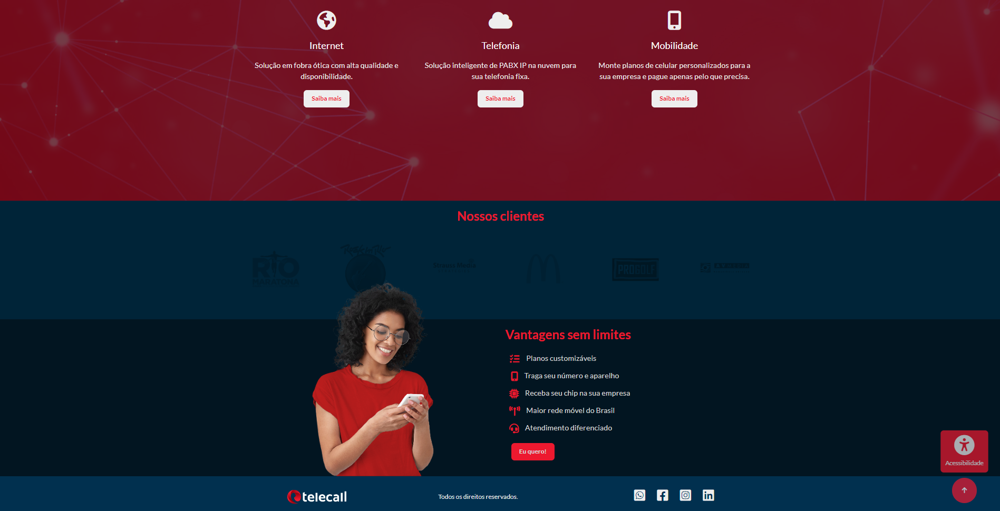 Internet
Solução em fobra ótica com alta qualidade e
disponibilidade.
Saiba mais
Telefonia
Solução inteligente de PABX IP na nuvem para
sua telefonia fixa.
Saiba mais
Mobilidade
Monte planos de celular personalizados para a
sua empresa e pague apenas pelo que precisa.
Saiba mais
Nossos clientes
RIO
MARATONA
Rock in Rio
Strauss Media
PROGOLF
Vantagens sem limites
Planos customizáveis
Traga seu número e aparelho
Receba seu chip na sua empresa
Maior rede móvel do Brasil
Atendimento diferenciado
Eu quero!
Acessibilidade
telecall
Todos os direitos reservados.